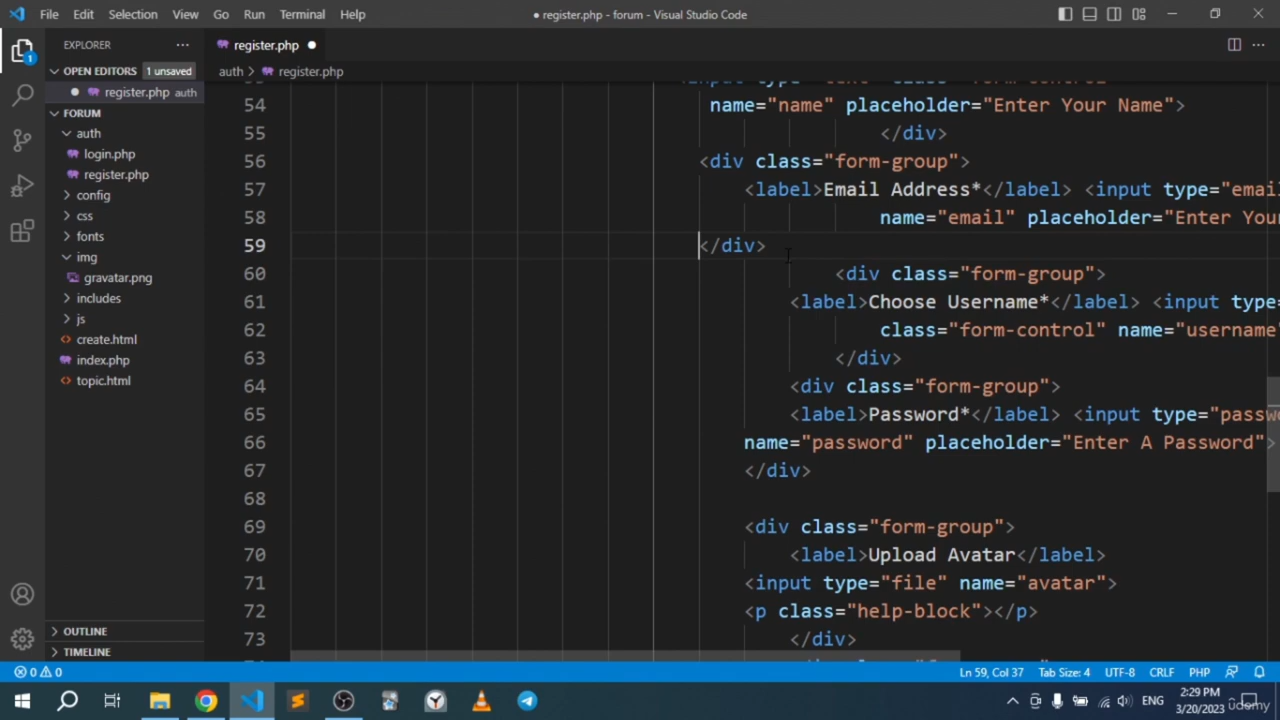 File Edit Selection View Go Run Terminal Help
● register.php - forum - Visual Studio Code
EXPLORER
register.php
OPEN EDITORS 1 unsaved
auth > register.php
register.php auth
FORUM
auth
login.php
register.php
config
css
fonts
img
gravatar.png
includes
js
create.html
index.php
topic.html
OUTLINE
TIMELINE
54 name="name" placeholder="Enter Your Name">
55 </div>
56 <div class="form-group">
57 <label>Email Address*</label> <input type="emai
58 name="email" placeholder="Enter You
59 </div>
60 <div class="form-group">
61 <label>Choose Username*</label> <input type=
62 class="form-control" name="username
63 </div>
64 <div class="form-group">
65 <label>Password*</label> <input type="passw
66 name="password" placeholder="Enter A Password">
67 </div>
68
69 <div class="form-group">
70 <label>Upload Avatar</label>
71 <input type="file" name="avatar">
72 <p class="help-block"></p>
73 </div>
0 0 Ln 59, Col 37 Tab Size: 4 UTF-8 CRLF PHP
1
ENG
2:29 PM
3/20/2023
udemy